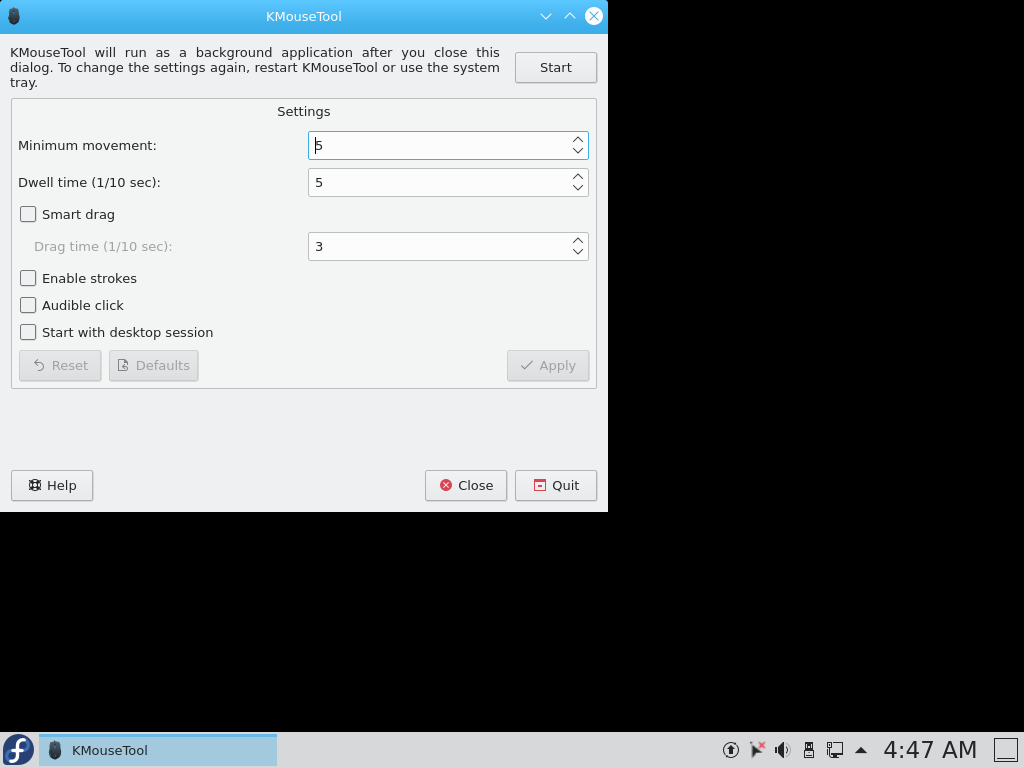 KMouseTool
KMouseTool will run as a background application after you close this
dialog. To change the settings again, restart KMouseTool or use the system
tray.
Start
Settings
Minimum movement:
5
Dwell time (1/10 sec):
5
Smart drag
Drag time (1/10 sec):
3
Enable strokes
Audible click
Start with desktop session
Reset
Defaults
Apply
Help
Close
Quit
KMouseTool
4:47 AM